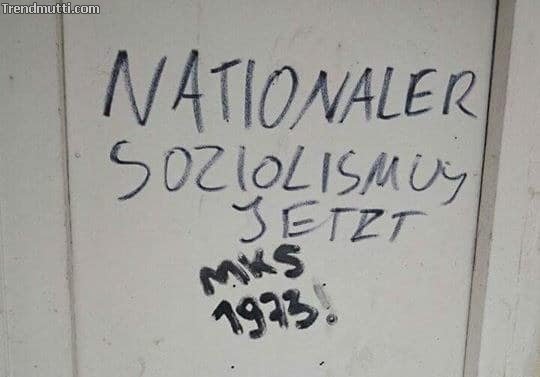 Trendmutti.com
NATIONALER
SOZIOLISMUS
JETZT
MKS
1973!